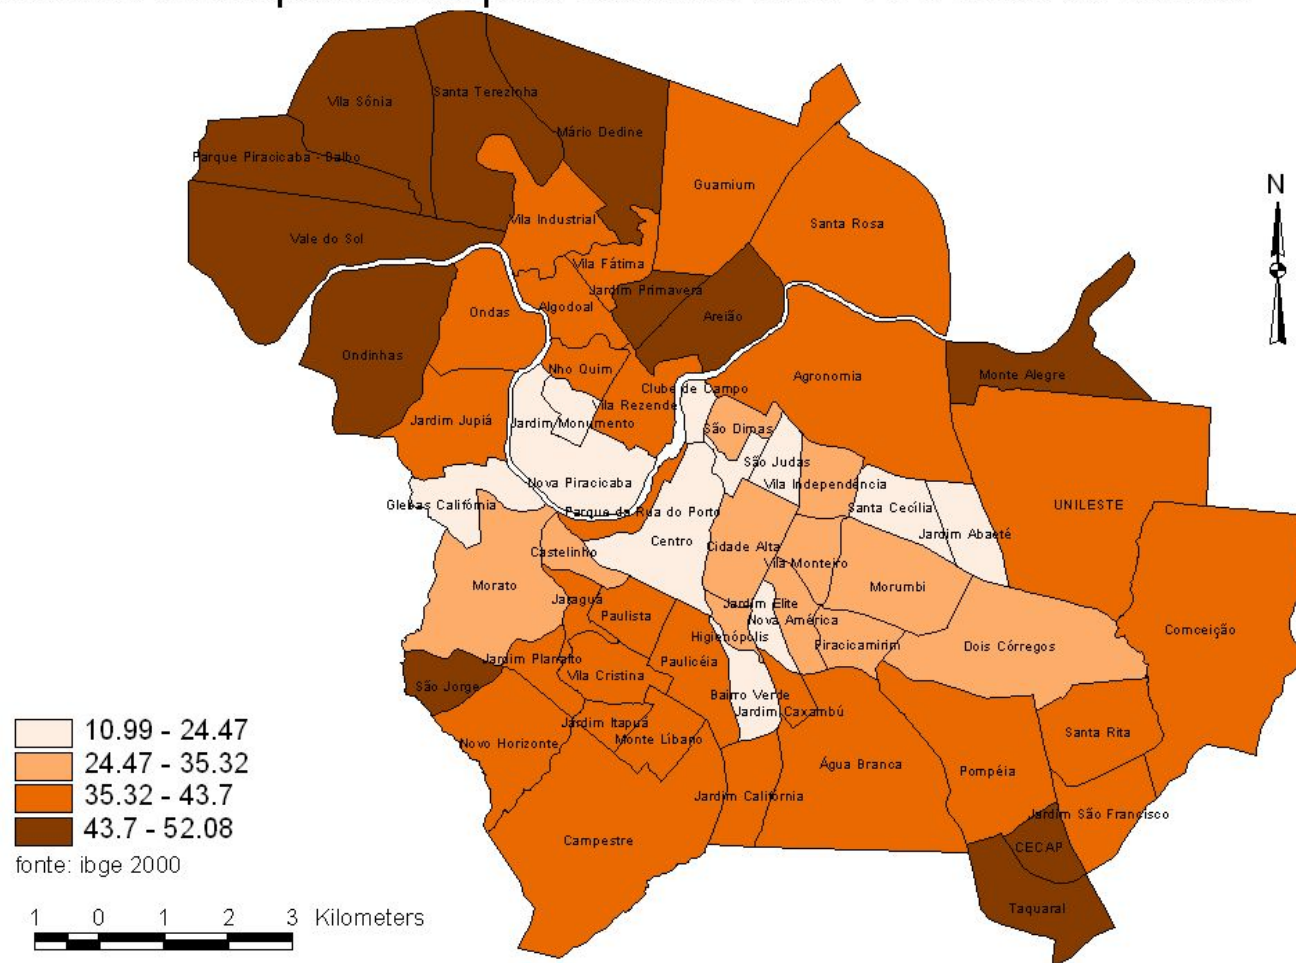 Vila Sônia
Santa Terezinha
Mário Dedine
Parque Piracicaba - Balbo
Guamium
N
Vila Industrial
Santa Rosa
Vale do Sol
Vila Fátima
Jardim Primavera
Algodoal
Ondas
Areião
Ondinhas
Nho Quim
Agronomia
Monte Alegre
Clube de Campo
Vila Rezende
Jardim Jupiá
Jardim Monumento
São Dimas
São Judas
Nova Piracicaba
Vila Independência
Glebas Califórnia
Santa Cecília
UNILESTE
Parque da Rua do Porto
Jardim Abaeté
Centro
Cidade Alta
Castelinho
Vila Monteiro
Morato
Morumbi
Jaraguá
Jardim Elite
Paulista
Nova América
Comceição
Higienópolis
Piracicamirim
Dois Córregos
Jardim Planalto
Paulicéia
Vila Cristina
São Jorge
Bairro Verde
Jardim Caxambú
Jardim Itapuá
Santa Rita
Novo Horizonte
Monte Líbano
Água Branca
Pompéia
Jardim Califórnia
Jardim São Francisco
Campestre
CECAP
Taquaral
10.99 - 24.47
24.47 - 35.32
35.32 - 43.7
43.7 - 52.08
fonte: ibge 2000
1 0 1 2 3 Kilometers